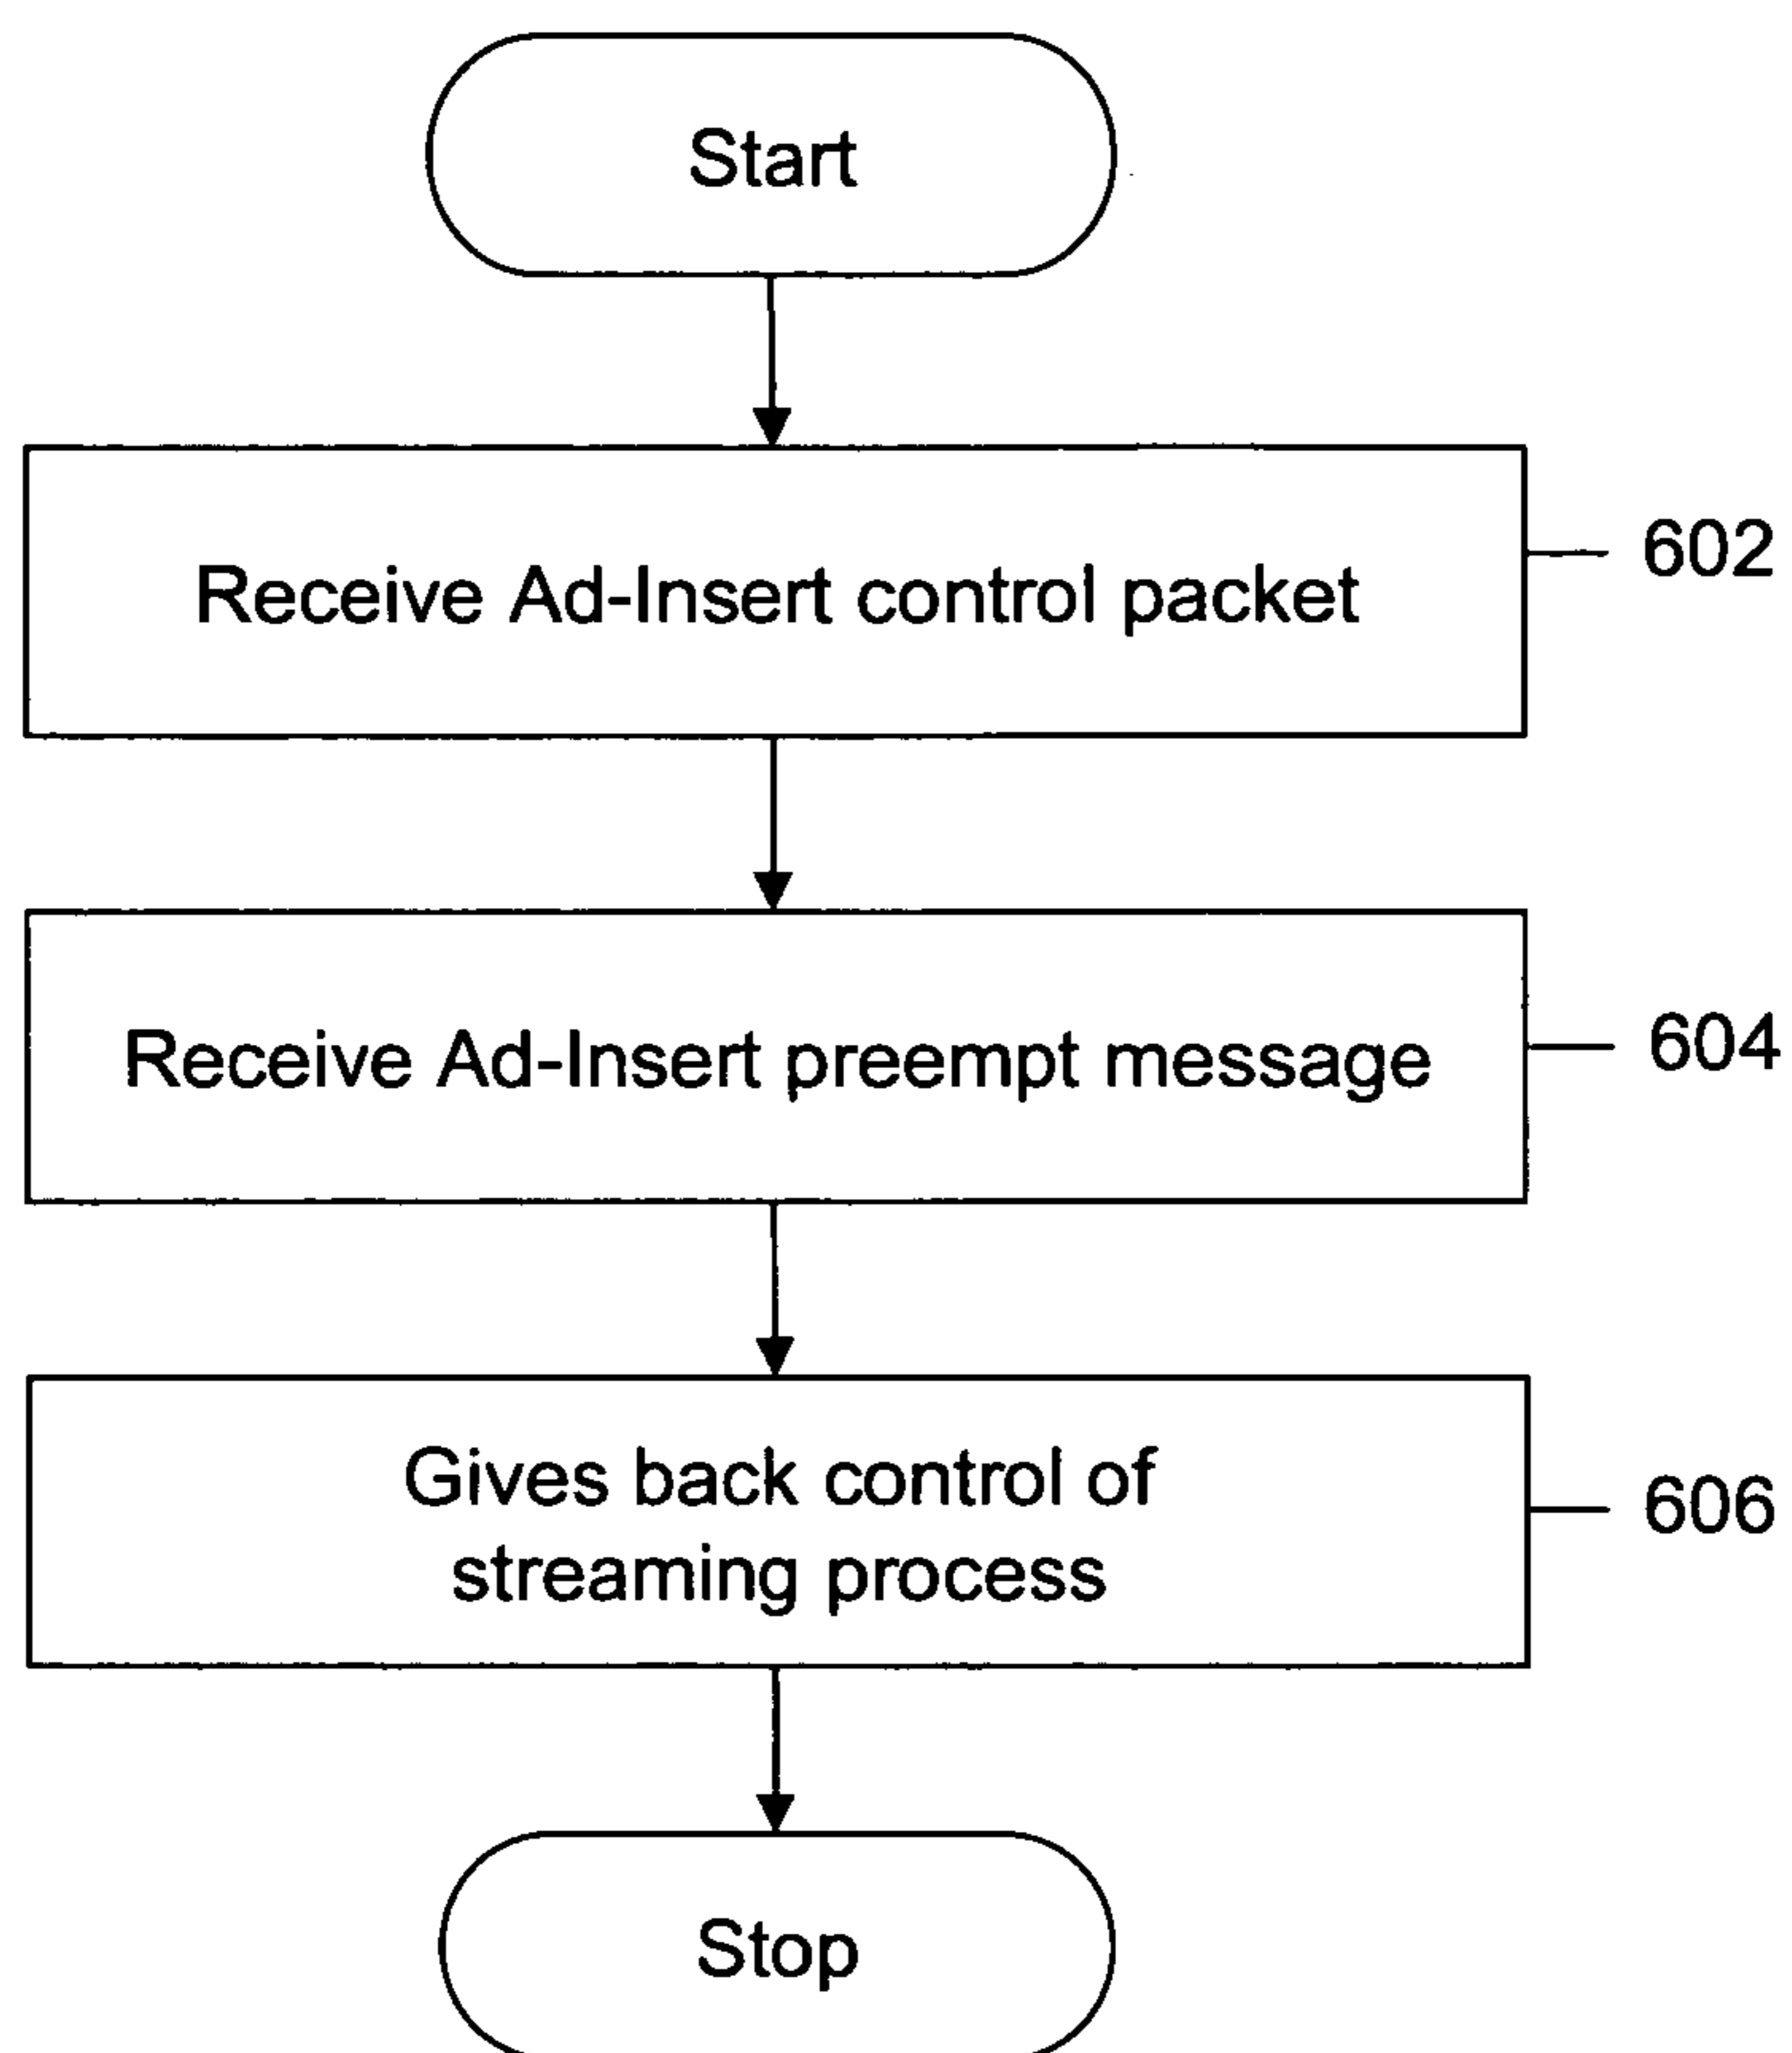 Start
Receive Ad-Insert control packet
602
Receive Ad-Insert preempt message
604
Gives back control of
streaming process
606
Stop